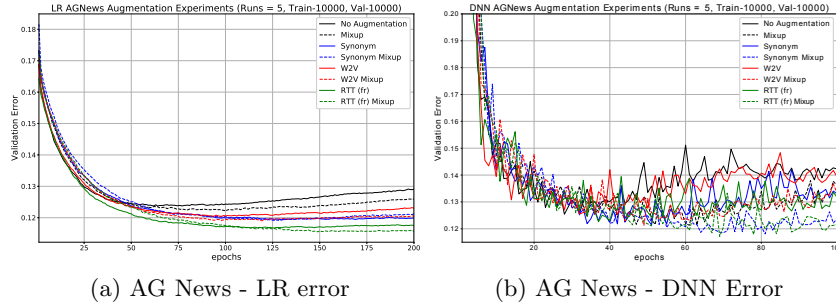 LR AGNews Augmentation Experiments (Runs = 5, Train-10000, Val-10000)
0.18
0.17
0.16
0.15
0.14
0.13
0.12
Validation Error
25
50
75
100
125
150
175
200
epochs
No Augmentation
Mixup
Synonym
Synonym Mixup
W2V
W2V Mixup
RTT (fr)
RTT (fr) Mixup
(a) AG News - LR error
DNN AGNews Augmentation Experiments (Runs = 5, Train-10000, Val-10000)
0.20
0.19
0.18
0.17
0.16
0.15
0.14
0.13
0.12
Validation Error
20
40
60
80
100
epochs
No Augmentation
Mixup
Synonym
Synonym Mixup
W2V
W2V Mixup
RTT (fr)
RTT (fr) Mixup
(b) AG News - DNN Error